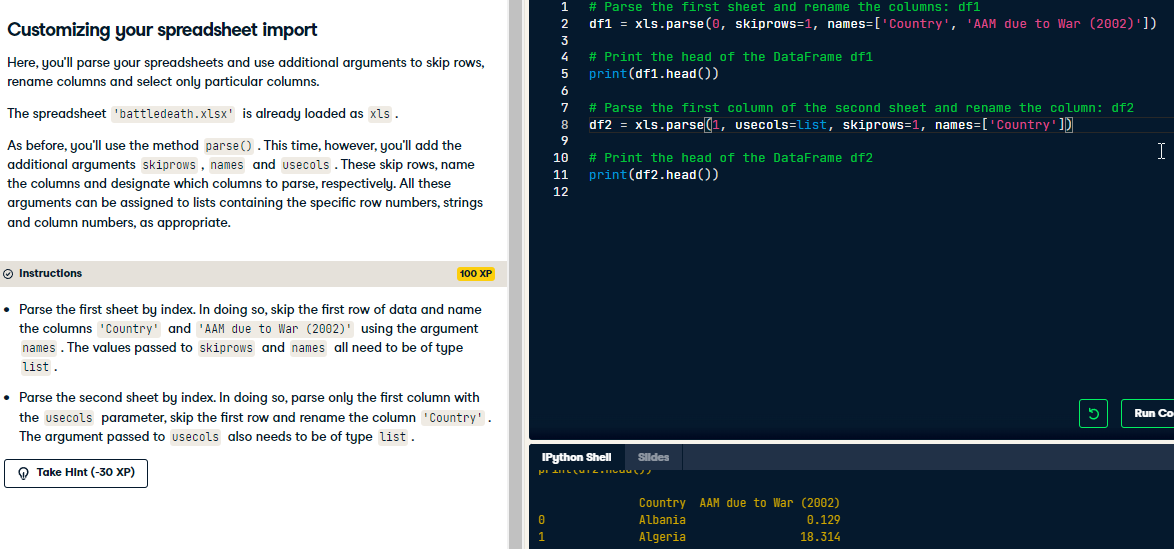 Customizing your spreadsheet import
Here, you'll parse your spreadsheets and use additional arguments to skip rows,
rename columns and select only particular columns.
The spreadsheet 'battledeath.xlsx' is already loaded as xls .
As before, you'll use the method parse() . This time, however, you'll add the
additional arguments skiprows , names and usecols . These skip rows, name
the columns and designate which columns to parse, respectively. All these
arguments can be assigned to lists containing the specific row numbers, strings
and column numbers, as appropriate.
Instructions
100 XP
• Parse the first sheet by index. In doing so, skip the first row of data and name
the columns 'Country' and 'AAM due to War (2002)' using the argument
names . The values passed to skiprows and names all need to be of type
list .
• Parse the second sheet by index. In doing so, parse only the first column with
the usecols parameter, skip the first row and rename the column 'Country' .
The argument passed to usecols also needs to be of type list .
Take Hint (-30 XP)
1 # Parse the first sheet and rename the columns: df1
2 df1 = xls.parse(0, skiprows=1, names=['Country', 'AAM due to War (2002)'])
3
4 # Print the head of the DataFrame df1
5 print(df1.head())
6
7 # Parse the first column of the second sheet and rename the column: df2
8 df2 = xls.parse(1, usecols=list, skiprows=1, names=['Country'])
9
10 # Print the head of the DataFrame df2
11 print(df2.head())
12
Run Co
IPython Shell Slides
print(df2.head())
Country AAM due to War (2002)
0 Albania 0.129
1 Algeria 18.314